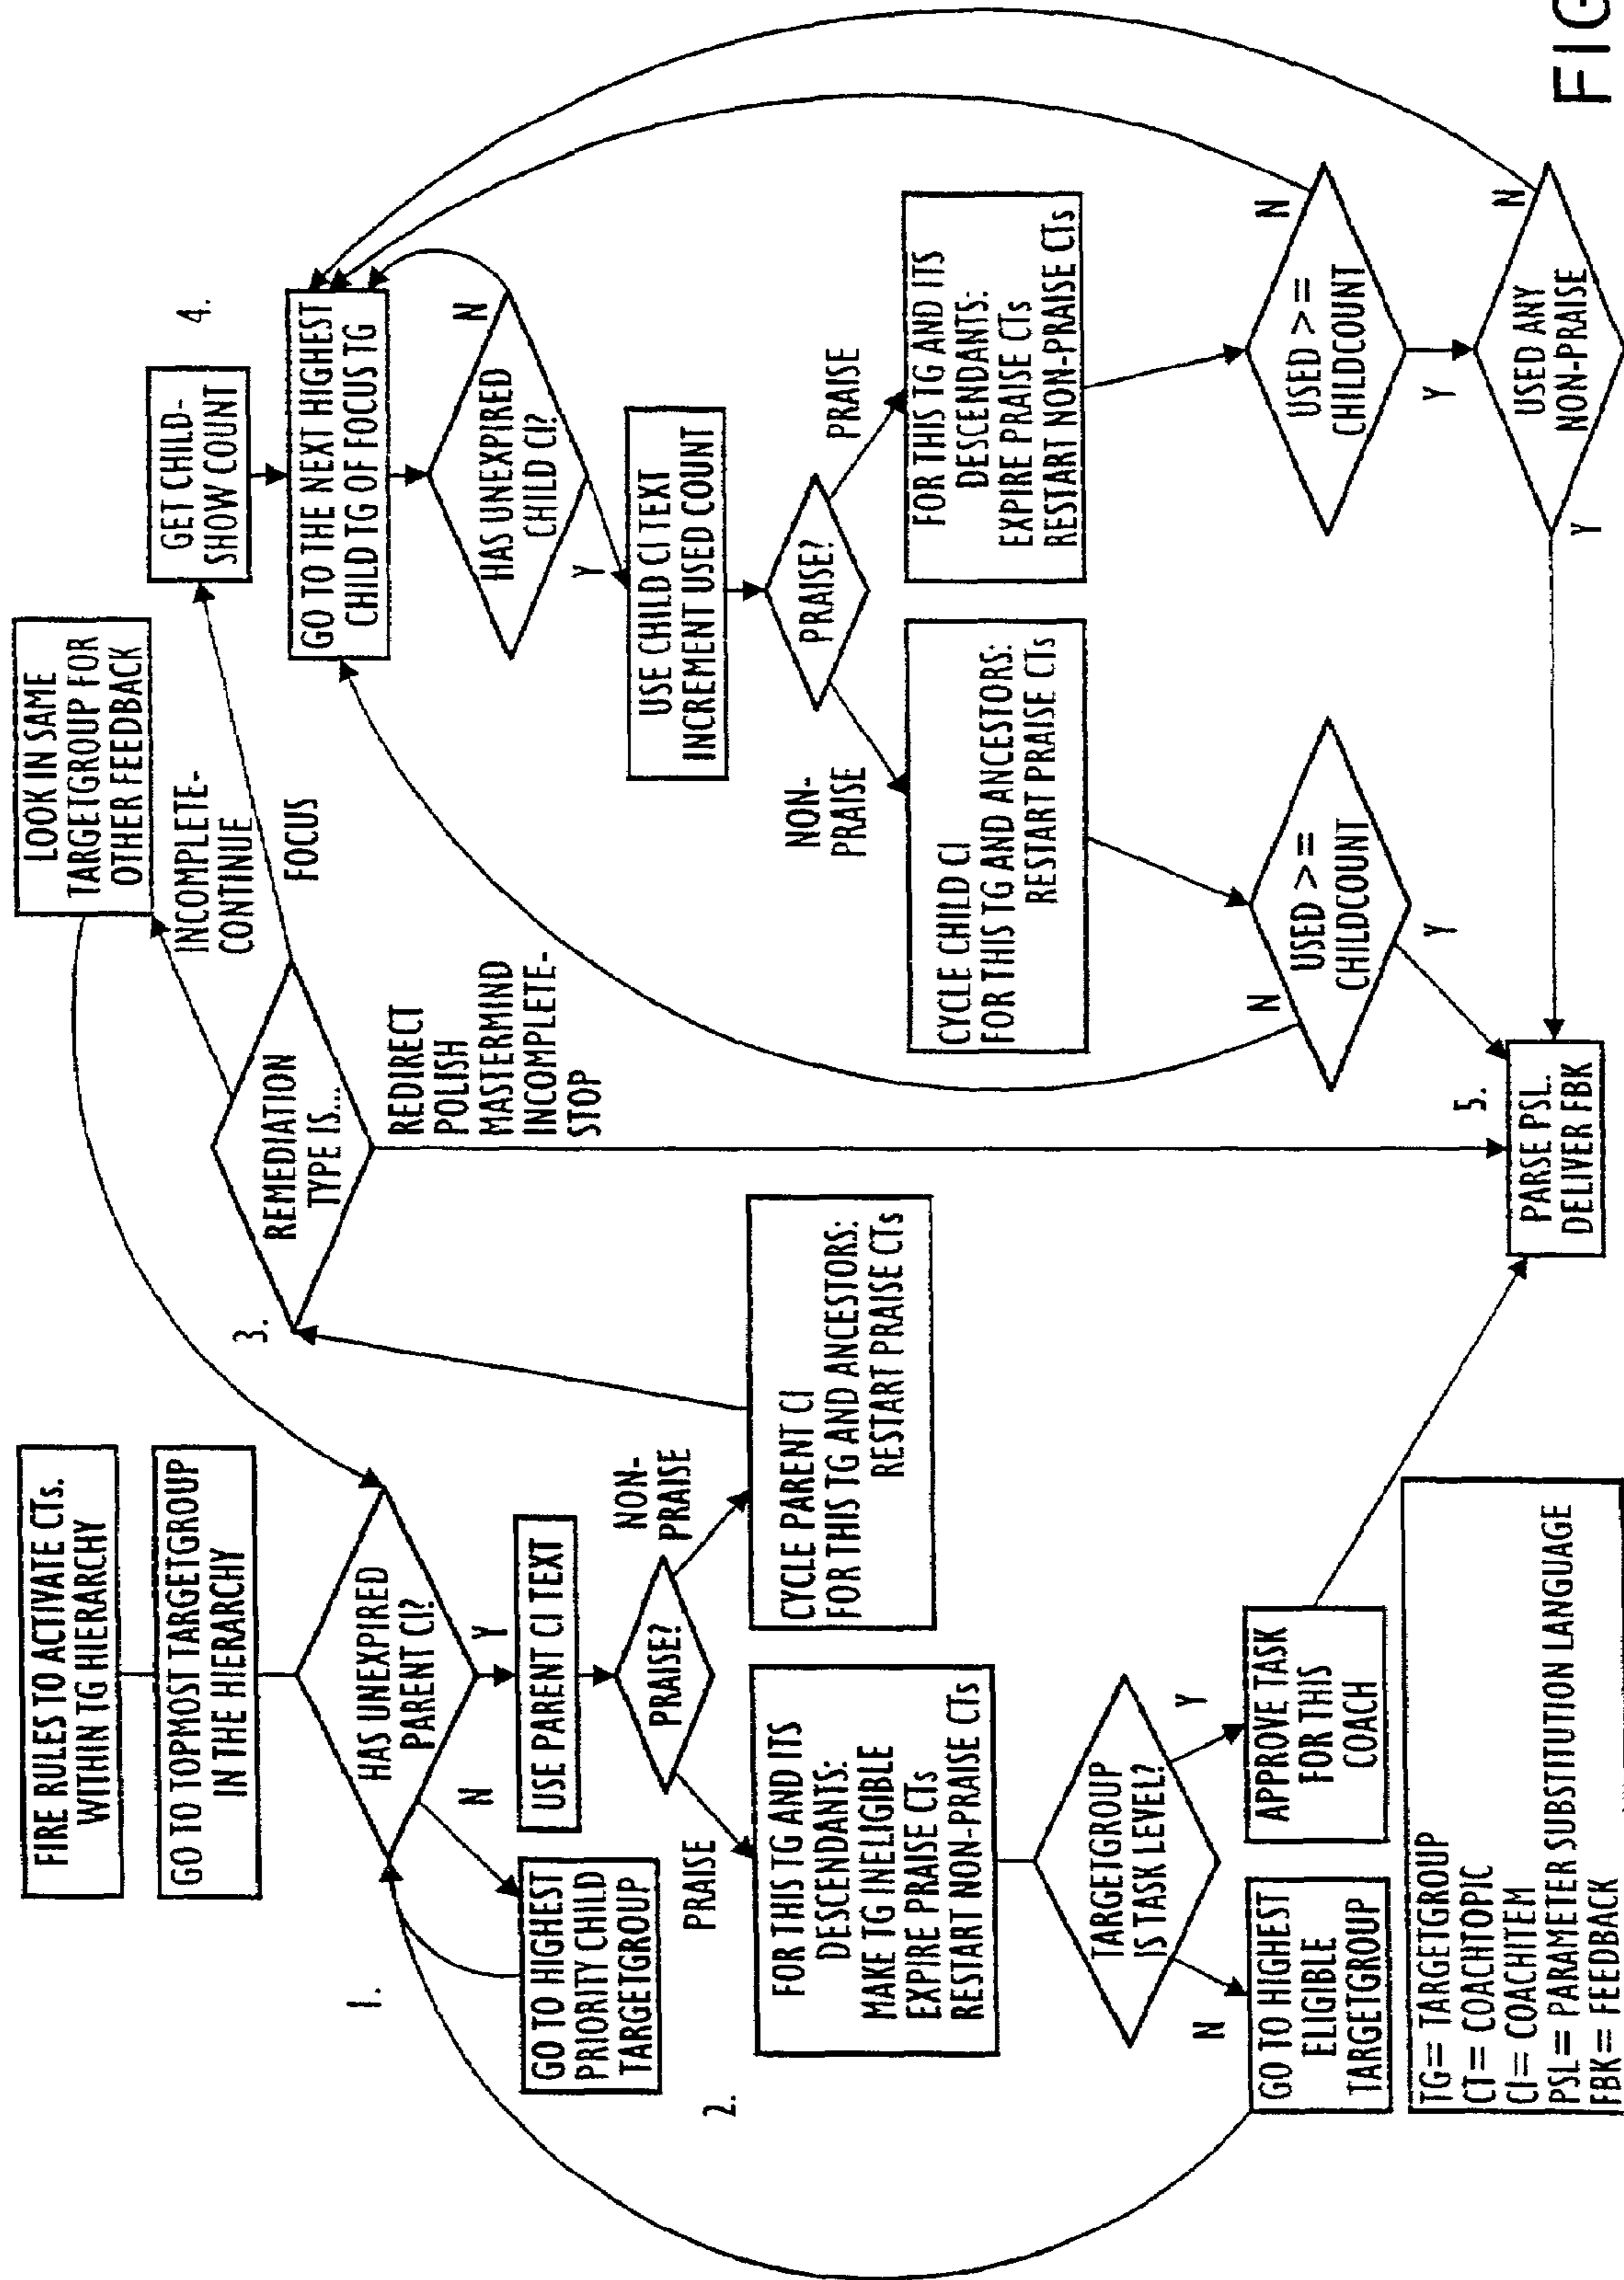 FIRE RULES TO ACTIVATE CTs.
WITHIN TG HIERARCHY
GO TO TOPMOST TARGETGROUP
IN THE HIERARCHY
1.
HAS UNEXPIRED
PARENT CI?
N
Y
GO TO HIGHEST
PRIORITY CHILD
TARGETGROUP
USE PARENT CI TEXT
PRAISE?
PRAISE
NON-
PRAISE
2.
FOR THIS TG AND ITS
DESCENDANTS:
MAKE TG INELIGIBLE
EXPIRE PRAISE CTs
RESTART NON-PRAISE CTs
CYCLE PARENT CI
FOR THIS TG AND ANCESTORS:
RESTART PRAISE CTs
TARGETGROUP
IS TASK LEVEL?
N
Y
GO TO HIGHEST
ELIGIBLE
TARGETGROUP
APPROVE TASK
FOR THIS
COACH
TG= TARGETGROUP
CT= COACHTOPIC
CI= COACHITEM
PSL= PARAMETER SUBSTITUTION LANGUAGE
FBK= FEEDBACK
3.
REMEDIATION
TYPE IS...
LOOK IN SAME
TARGETGROUP FOR
OTHER FEEDBACK
INCOMPLETE-
CONTINUE
FOCUS
REDIRECT
POLISH
MASTERMIND
INCOMPLETE-
STOP
4.
GET CHILD-
SHOW COUNT
GO TO THE NEXT HIGHEST
CHILD TG OF FOCUS TG
HAS UNEXPIRED
CHILD CI?
N
Y
USE CHILD CI TEXT
INCREMENT USED COUNT
PRAISE?
NON-
PRAISE
PRAISE
CYCLE CHILD CI
FOR THIS TG AND ANCESTORS:
RESTART PRAISE CTs
FOR THIS TG AND ITS
DESCENDANTS:
EXPIRE PRAISE CTs
RESTART NON-PRAISE CTs
USED >=
CHILDCOUNT
N
Y
USED >=
CHILDCOUNT
N
Y
USED ANY
NON-PRAISE
N
Y
5.
PARSE PSL.
DELIVER FBK